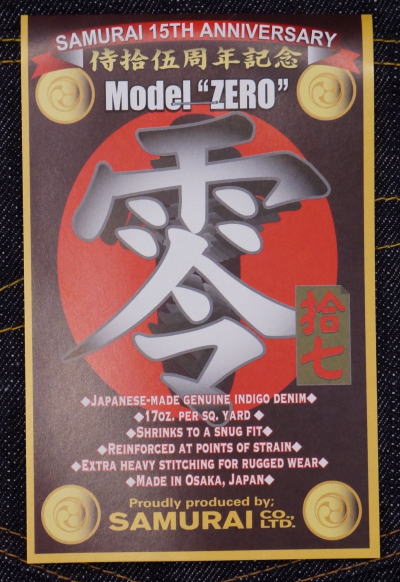 SAMURAI 15TH ANNIVERSARY
侍拾伍周年記念
Model “ZERO”
零
拾七
◆JAPANESE-MADE GENUINE INDIGO DENIM◆
◆17OZ. PER SQ. YARD ◆
◆SHRINKS TO A SNUG FIT◆
◆REINFORCED AT POINTS OF STRAIN◆
◆EXTRA HEAVY STITCHING FOR RUGGED WEAR◆
◆MADE IN OSAKA, JAPAN◆
Proudly produced by;
SAMURAI CO., LTD.